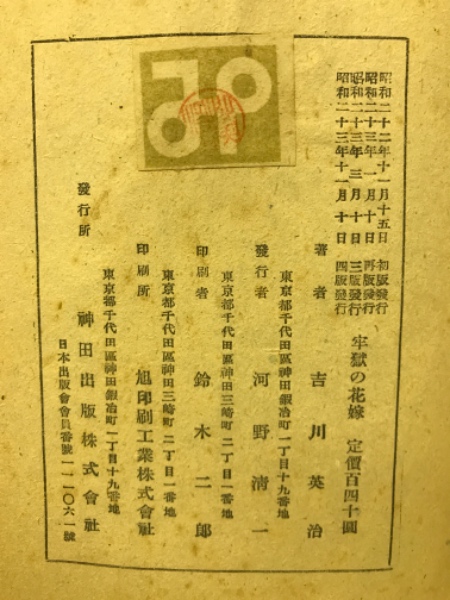 昭和二十二年十一月十五日 初版發行
昭和二十三年一月十日 再版發行
昭和二十三年三月十日 三版發行
昭和二十三年十一月十日 四版發行
牢獄の花嫁 定價百四十圓
著者 吉川英治
東京都千代田區神田鍛冶町一丁目十九番地
發行者 河野清一
東京都千代田區神田三崎町二丁目一番地
印刷者 鈴木二郎
東京都千代田區神田三崎町二丁目一番地
印刷所 旭印刷工業株式會社
東京都千代田區神田鍛冶町一丁目十九番地
發行所 神田出版株式會社
日本出版會會員番號一一〇六一號